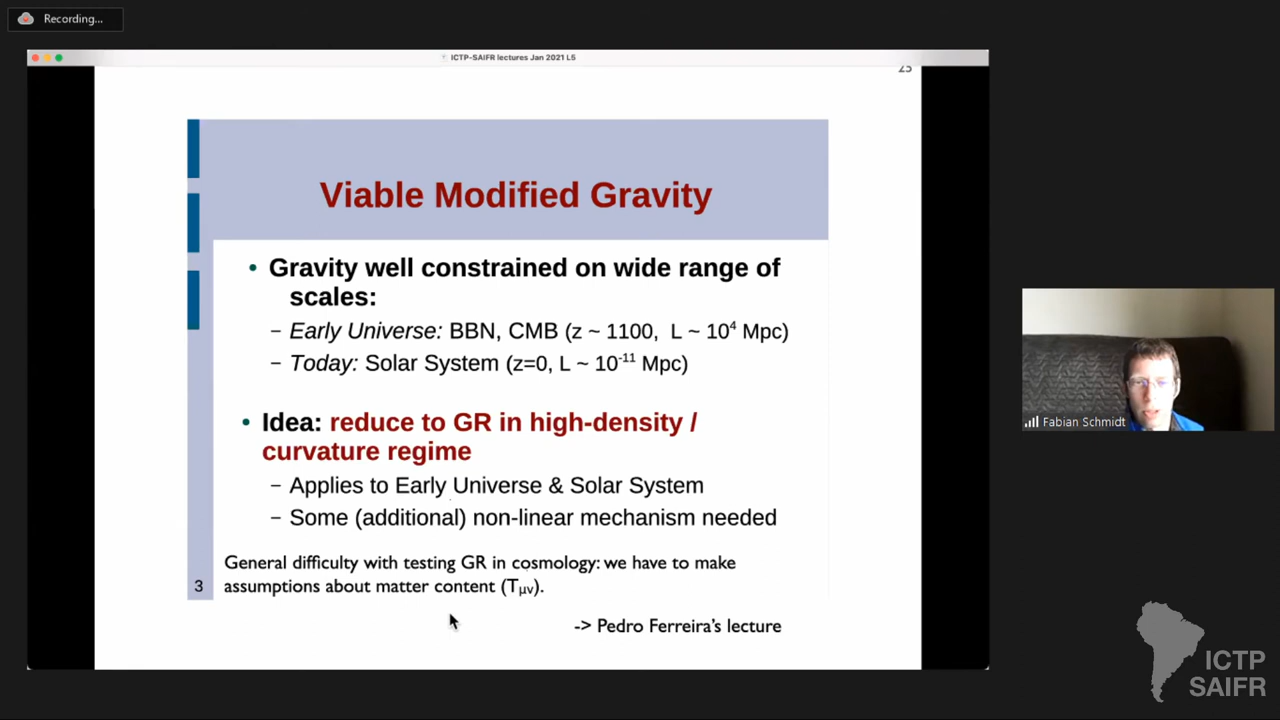 Recording...
ICTP-SAIFR lectures Jan 2021 L5
25
Viable Modified Gravity
• Gravity well constrained on wide range of
scales:
– Early Universe: BBN, CMB (z ~ 1100, L ~ 10⁴ Mpc)
– Today: Solar System (z=0, L ~ 10⁻¹¹ Mpc)
• Idea: reduce to GR in high-density /
curvature regime
– Applies to Early Universe & Solar System
– Some (additional) non-linear mechanism needed
General difficulty with testing GR in cosmology: we have to make
assumptions about matter content (Tμν).
3
-> Pedro Ferreira's lecture
Fabian Schmidt
ICTP
SAIFR